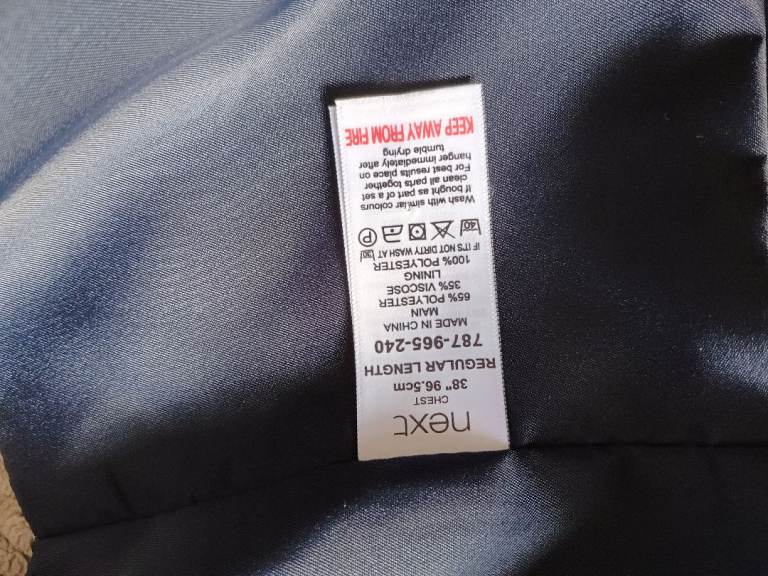 next
CHEST
38" 96.5cm
REGULAR LENGTH
787-965-240
MADE IN CHINA
MAIN
65% POLYESTER
35% VISCOSE
LINING
100% POLYESTER
IF IT'S NOT DIRTY WASH AT 30
40 P
Wash with similar colours
If bought as part of a set
clean all parts together
For best results place on
hanger immediately after
tumble drying
KEEP AWAY FROM FIRE